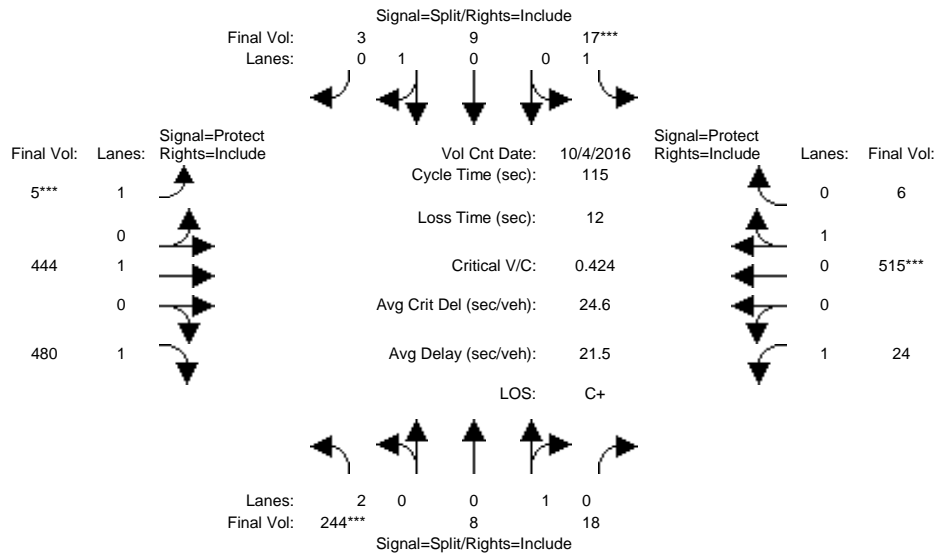 Signal=Split/Rights=Include
Final Vol: 3 9 17***
Lanes: 0 1 0 0 1
Signal=Protect Signal=Protect
Final Vol: Lanes: Rights=Include Vol Cnt Date: 10/4/2016 Rights=Include Lanes: Final Vol:
Cycle Time (sec): 115
5*** 1 0 6
Loss Time (sec): 12
0 1
444 1 Critical V/C: 0.424 0 515***
0 Avg Crit Del (sec/veh): 24.6 0
480 1 Avg Delay (sec/veh): 21.5 1 24
LOS: C+
Lanes: 2 0 0 1 0
Final Vol: 244*** 8 18
Signal=Split/Rights=Include